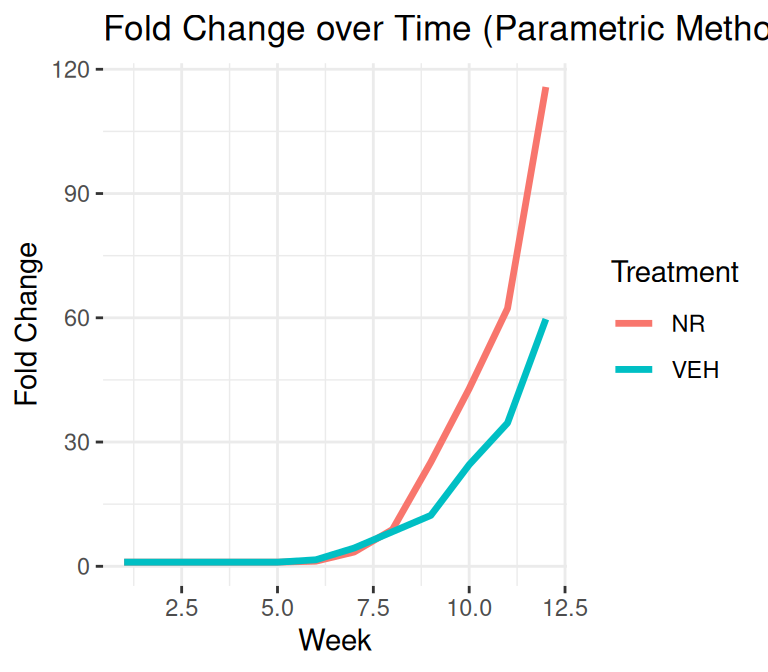 Fold Change over Time (Parametric Metho
120
90
60
30
0
Fold Change
2.5
5.0
7.5
10.0
12.5
Week
Treatment
NR
VEH